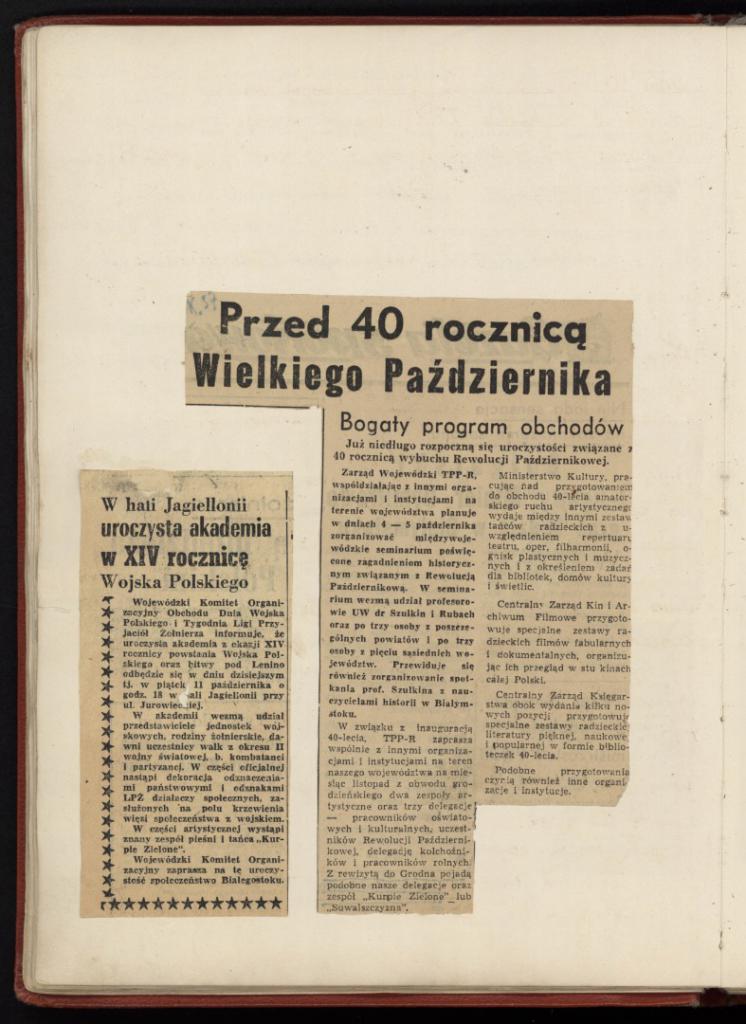 Przed 40 rocznicą
Wielkiego Października
Bogaty program obchodów
Już niedługo rozpoczną się uroczystości związane z
40 rocznicą wybuchu Rewolucji Październikowej.
Zarząd Wojewódzki TPP-R,
współdziałając z innymi orga-
nizacjami i instytucjami na
terenie województwa planuje
w dniach 4 — 5 października
zorganizować międzywoje-
wódzkie seminarium poświę-
cone zagadnieniom historycz-
nym związanym z Rewolucją
Październikową. W semina-
rium wezmą udział profesoro-
wie UW dr Szulkin i Rubach
oraz po trzy osoby z poszcze-
gólnych powiatów i po trzy
osoby z pięciu sąsiednich wo-
jewództw. Przewiduje się
również zorganizowanie spot-
kania prof. Szulkina z nau-
czycielami historii w Białym-
stoku.
W związku z inauguracją
40-lecia, TPP-R zaprasza
wspólnie z innymi organiza-
cjami i instytucjami na teren
naszego województwa na mie-
siąc listopad z obwodu gro-
dzieńskiego dwa zespoły ar-
tystyczne oraz trzy delegacje
— pracowników oświato-
wych i kulturalnych, uczest-
ników Rewolucji Październi-
kowej, delegację kołchoźni-
ków i pracowników rolnych.
Z rewizytą do Grodna pojadą
podobne nasze delegacje oraz
zespół „Kurpie Zielone" lub
„Suwalszczyzna".
Ministerstwo Kultury, pra-
cując nad przygotowaniem
do obchodu 40-lecia amator-
skiego ruchu artystycznego
wydaje między innymi zestaw
tańców radzieckich z u-
względnieniem repertuaru
teatru, oper, filharmonii, o-
gnisk plastycznych i muzycz-
nych i z określeniem zadań
dla bibliotek, domów kultury
i świetlic.
Centralny Zarząd Kin i Ar-
chiwum Filmowe przygoto-
wuje specjalne zestawy ra-
dzieckich filmów fabularnych
i dokumentalnych, organizu-
jąc ich przegląd w stu kinach
całej Polski.
Centralny Zarząd Księgar-
stwa obok wydania kilku no-
wych pozycji przygotowuje
specjalne zestawy radzieckiej
literatury pięknej, naukowej
i popularnej w formie biblio-
teczek 40-lecia.
Podobne przygotowania
czynią również inne organi-
zacje i instytucje.
W hali Jagiellonii
uroczysta akademia
w XIV rocznicę
Wojska Polskiego
Wojewódzki Komitet Organi-
zacyjny Obchodu Dnia Wojska
Polskiego i Tygodnia Ligi Przy-
jaciół Żołnierza informuje, że
uroczysta akademia z okazji XIV
rocznicy powstania Wojska Pol-
skiego oraz bitwy pod Lenino
odbędzie się w dniu dzisiejszym
tj. w piątek 11 października o
godz. 18 w ali Jagiellonii przy
ul. Jurowieckiej.
W akademii wezmą udział
przedstawiciele jednostek woj-
skowych, rodziny żołnierskie, da-
wni uczestnicy walk z okresu II
wojny światowej, b. kombatanci
i partyzanci. W części oficjalnej
nastąpi dekoracja odznaczenia-
mi państwowymi i odznakami
LPŻ działaczy społecznych, za-
służonych na polu krzewienia
więzi społeczeństwa z wojskiem.
W części artystycznej wystąpi
znany zespół pieśni i tańca „Kur-
pie Zielone".
Wojewódzki Komitet Organi-
zacyjny zaprasza na tę uroczy-
stość społeczeństwo Białegostoku.